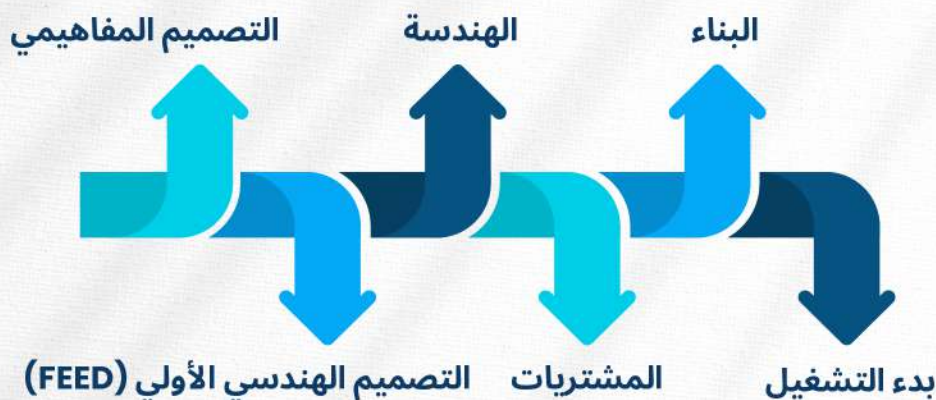 التصميم المفاهيمي
الهندسة
البناء
التصميم الهندسي الأولي (FEED)
المشتريات
بدء التشغيل